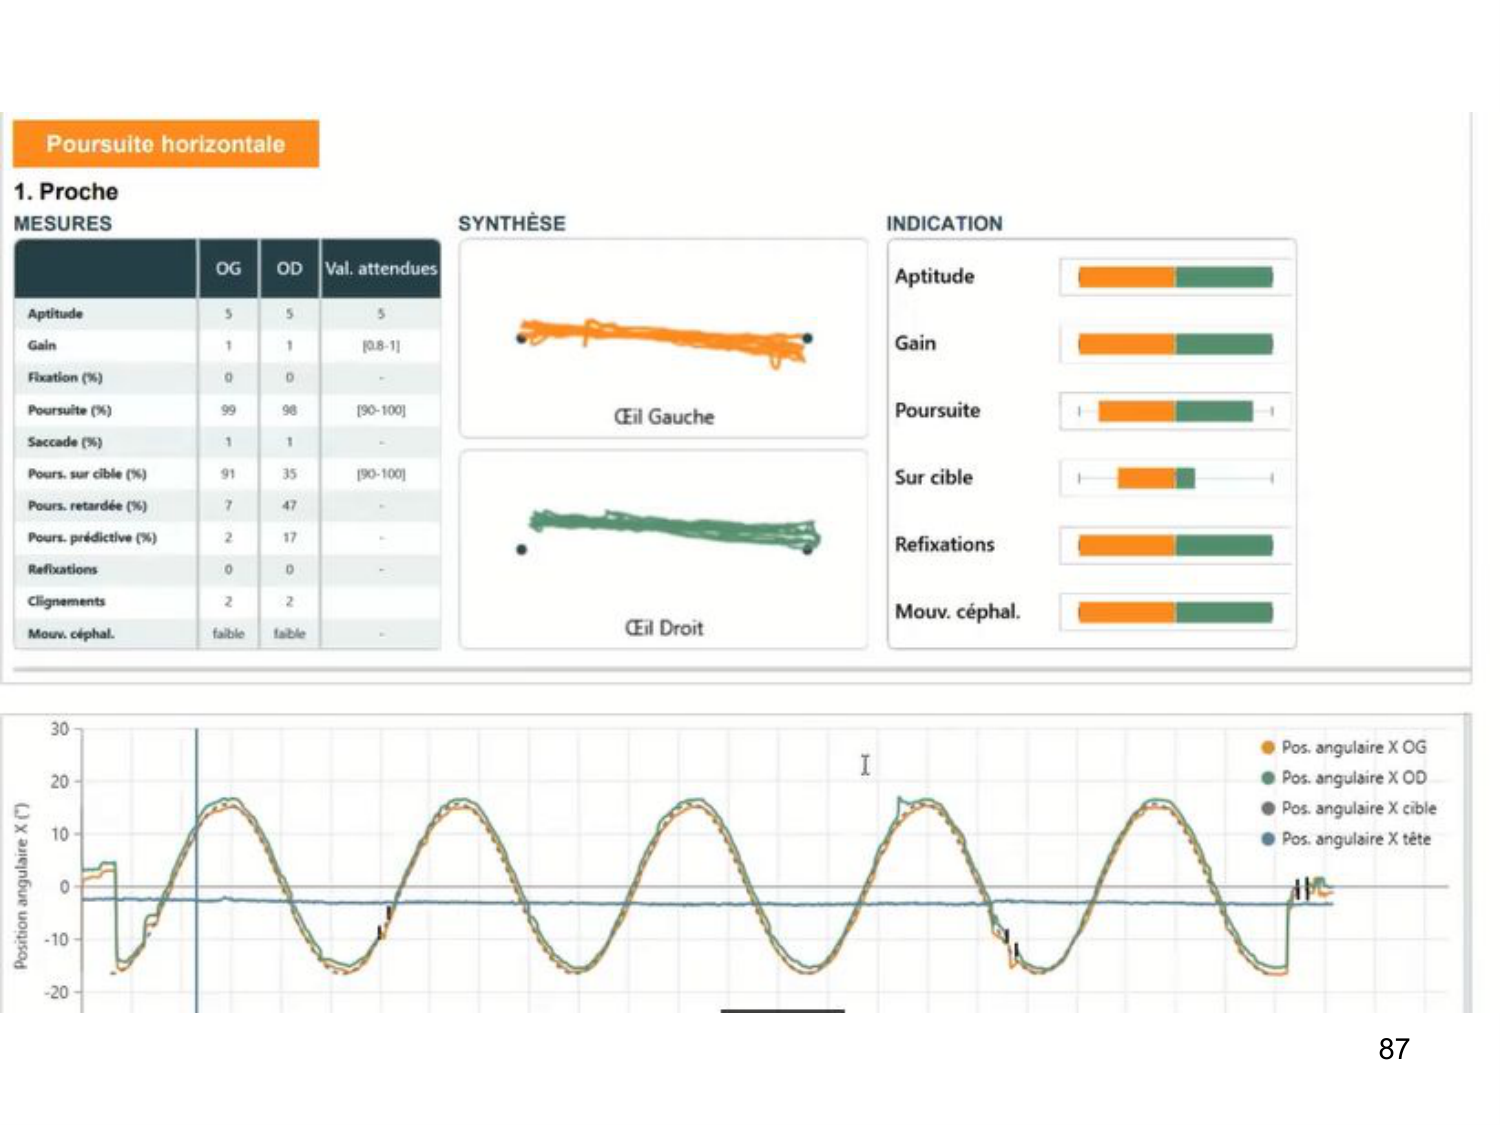 Poursuite horizontale
1. Proche
MESURES
OG OD Val. attendues
Aptitude 5 5 5
Gain 1 1 [0.8-1]
Fixation (%) 0 0 -
Poursuite (%) 99 98 [90-100]
Saccade (%) 1 1 -
Pours. sur cible (%) 91 35 [90-100]
Pours. retardée (%) 7 47 -
Pours. prédictive (%) 2 17 -
Refixations 0 0 -
Clignements 2 2
Mouv. céphal. faible faible -
SYNTHÈSE
Œil Gauche
Œil Droit
INDICATION
Aptitude
Gain
Poursuite
Sur cible
Refixations
Mouv. céphal.
Position angulaire X (°)
30
20
10
0
-10
-20
Pos. angulaire X OG
Pos. angulaire X OD
Pos. angulaire X cible
Pos. angulaire X tête
87